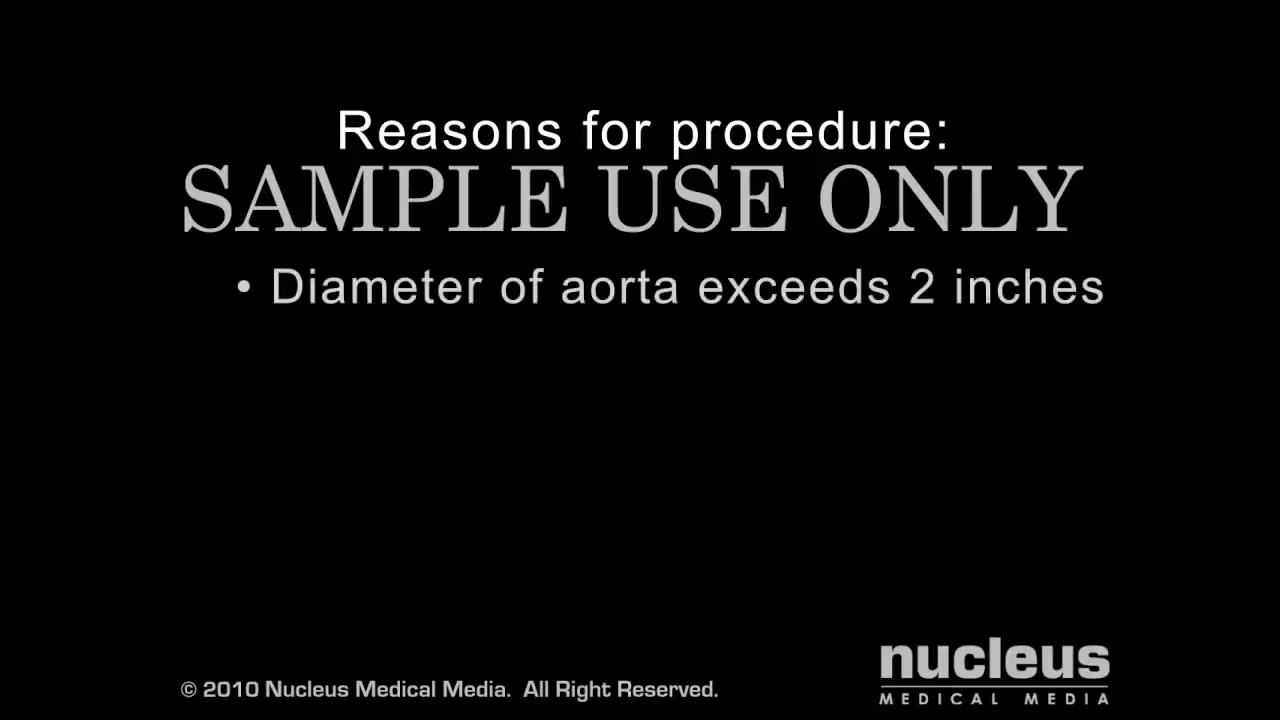 Reasons for procedure:
SAMPLE USE ONLY
• Diameter of aorta exceeds 2 inches
nucleus
MEDICAL MEDIA
© 2010 Nucleus Medical Media. All Right Reserved.